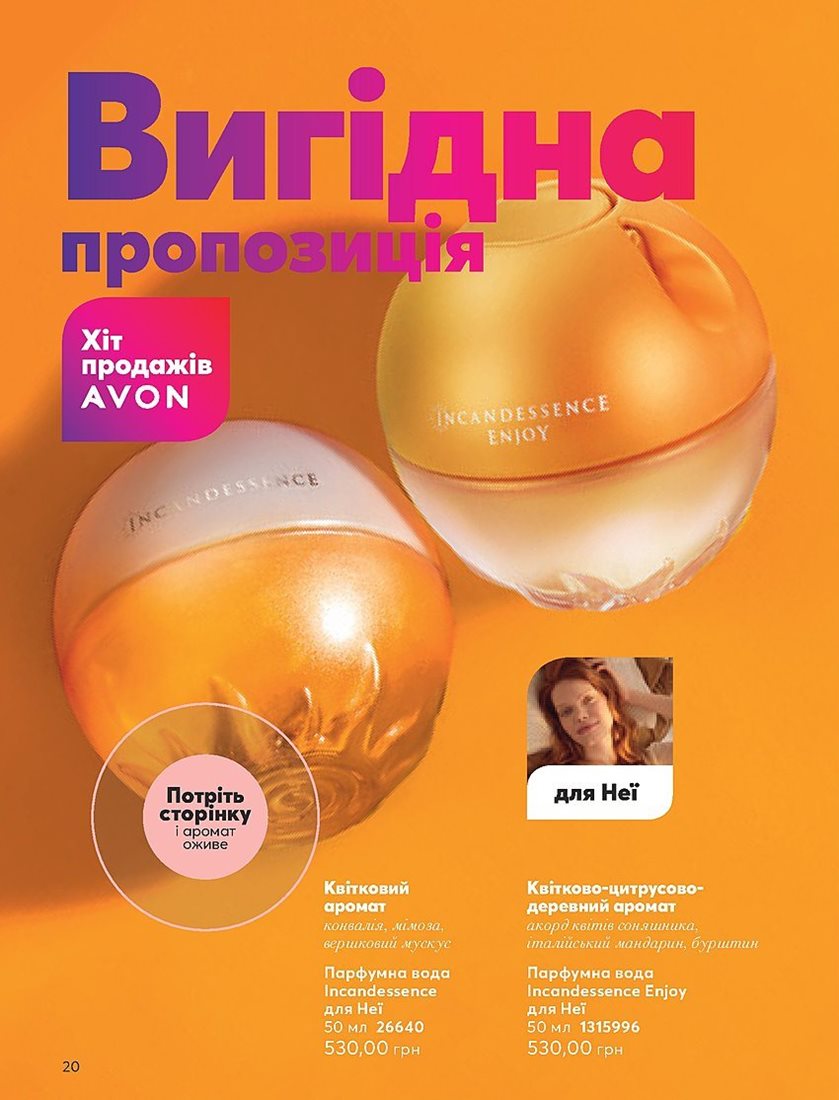 Вигідна
пропозиція
Хіт
продажів
AVON
INCANDESSENCE
ENJOY
INCANDESSENCE
для Неї
Потріть
сторінку
і аромат
оживе
Квітковий
аромат
конвалія, мімоза,
вершковий мускус
Парфумна вода
Incandessence
для Неї
50 мл 26640
530,00 грн
Квітково-цитрусово-
деревний аромат
акорд квітів соняшника,
італійський мандарин, бурштин
Парфумна вода
Incandessence Enjoy
для Неї
50 мл 1315996
530,00 грн
20